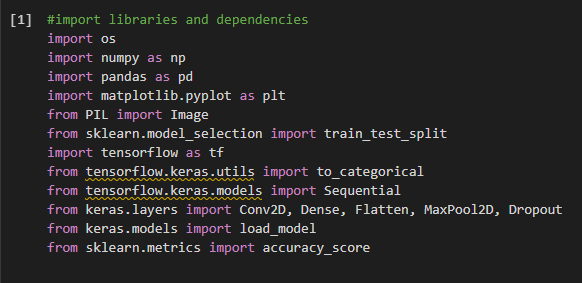 [1] #import libraries and dependencies
import os
import numpy as np
import pandas as pd
import matplotlib.pyplot as plt
from PIL import Image
from sklearn.model_selection import train_test_split
import tensorflow as tf
from tensorflow.keras.utils import to_categorical
from tensorflow.keras.models import Sequential
from keras.layers import Conv2D, Dense, Flatten, MaxPool2D, Dropout
from keras.models import load_model
from sklearn.metrics import accuracy_score